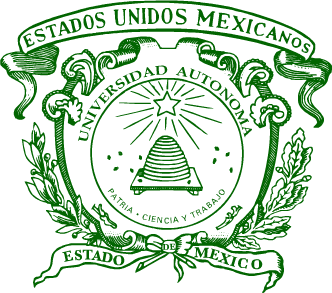 ESTADOS UNIDOS MEXICANOS
UNIVERSIDAD AUTONOMA
PATRIA • CIENCIA Y TRABAJO
ESTADO DE MEXICO